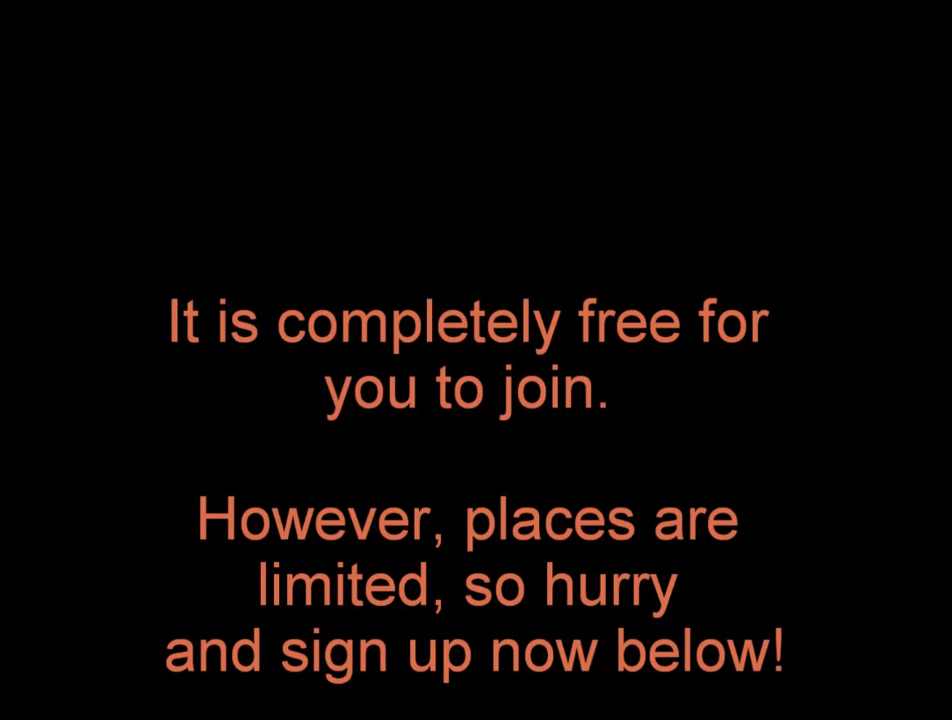 It is completely free for
you to join.
However, places are
limited, so hurry
and sign up now below!